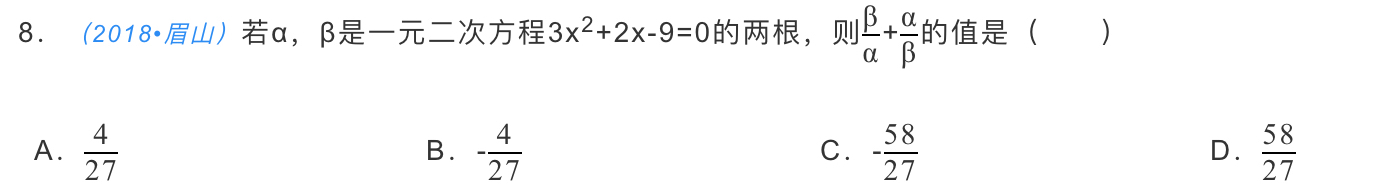 8. （2018•眉山）若α，β是一元二次方程3x²+2x-9=0的两根，则β/α+α/β的值是（　　）
A. 4/27　B. -4/27　C. -58/27　D. 58/27